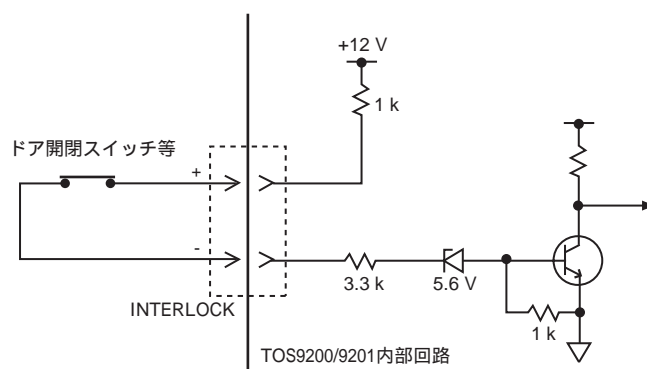 +12 V
1 k
ドア開閉スイッチ等
+
-
3.3 k
5.6 V
INTERLOCK
1 k
TOS9200/9201内部回路